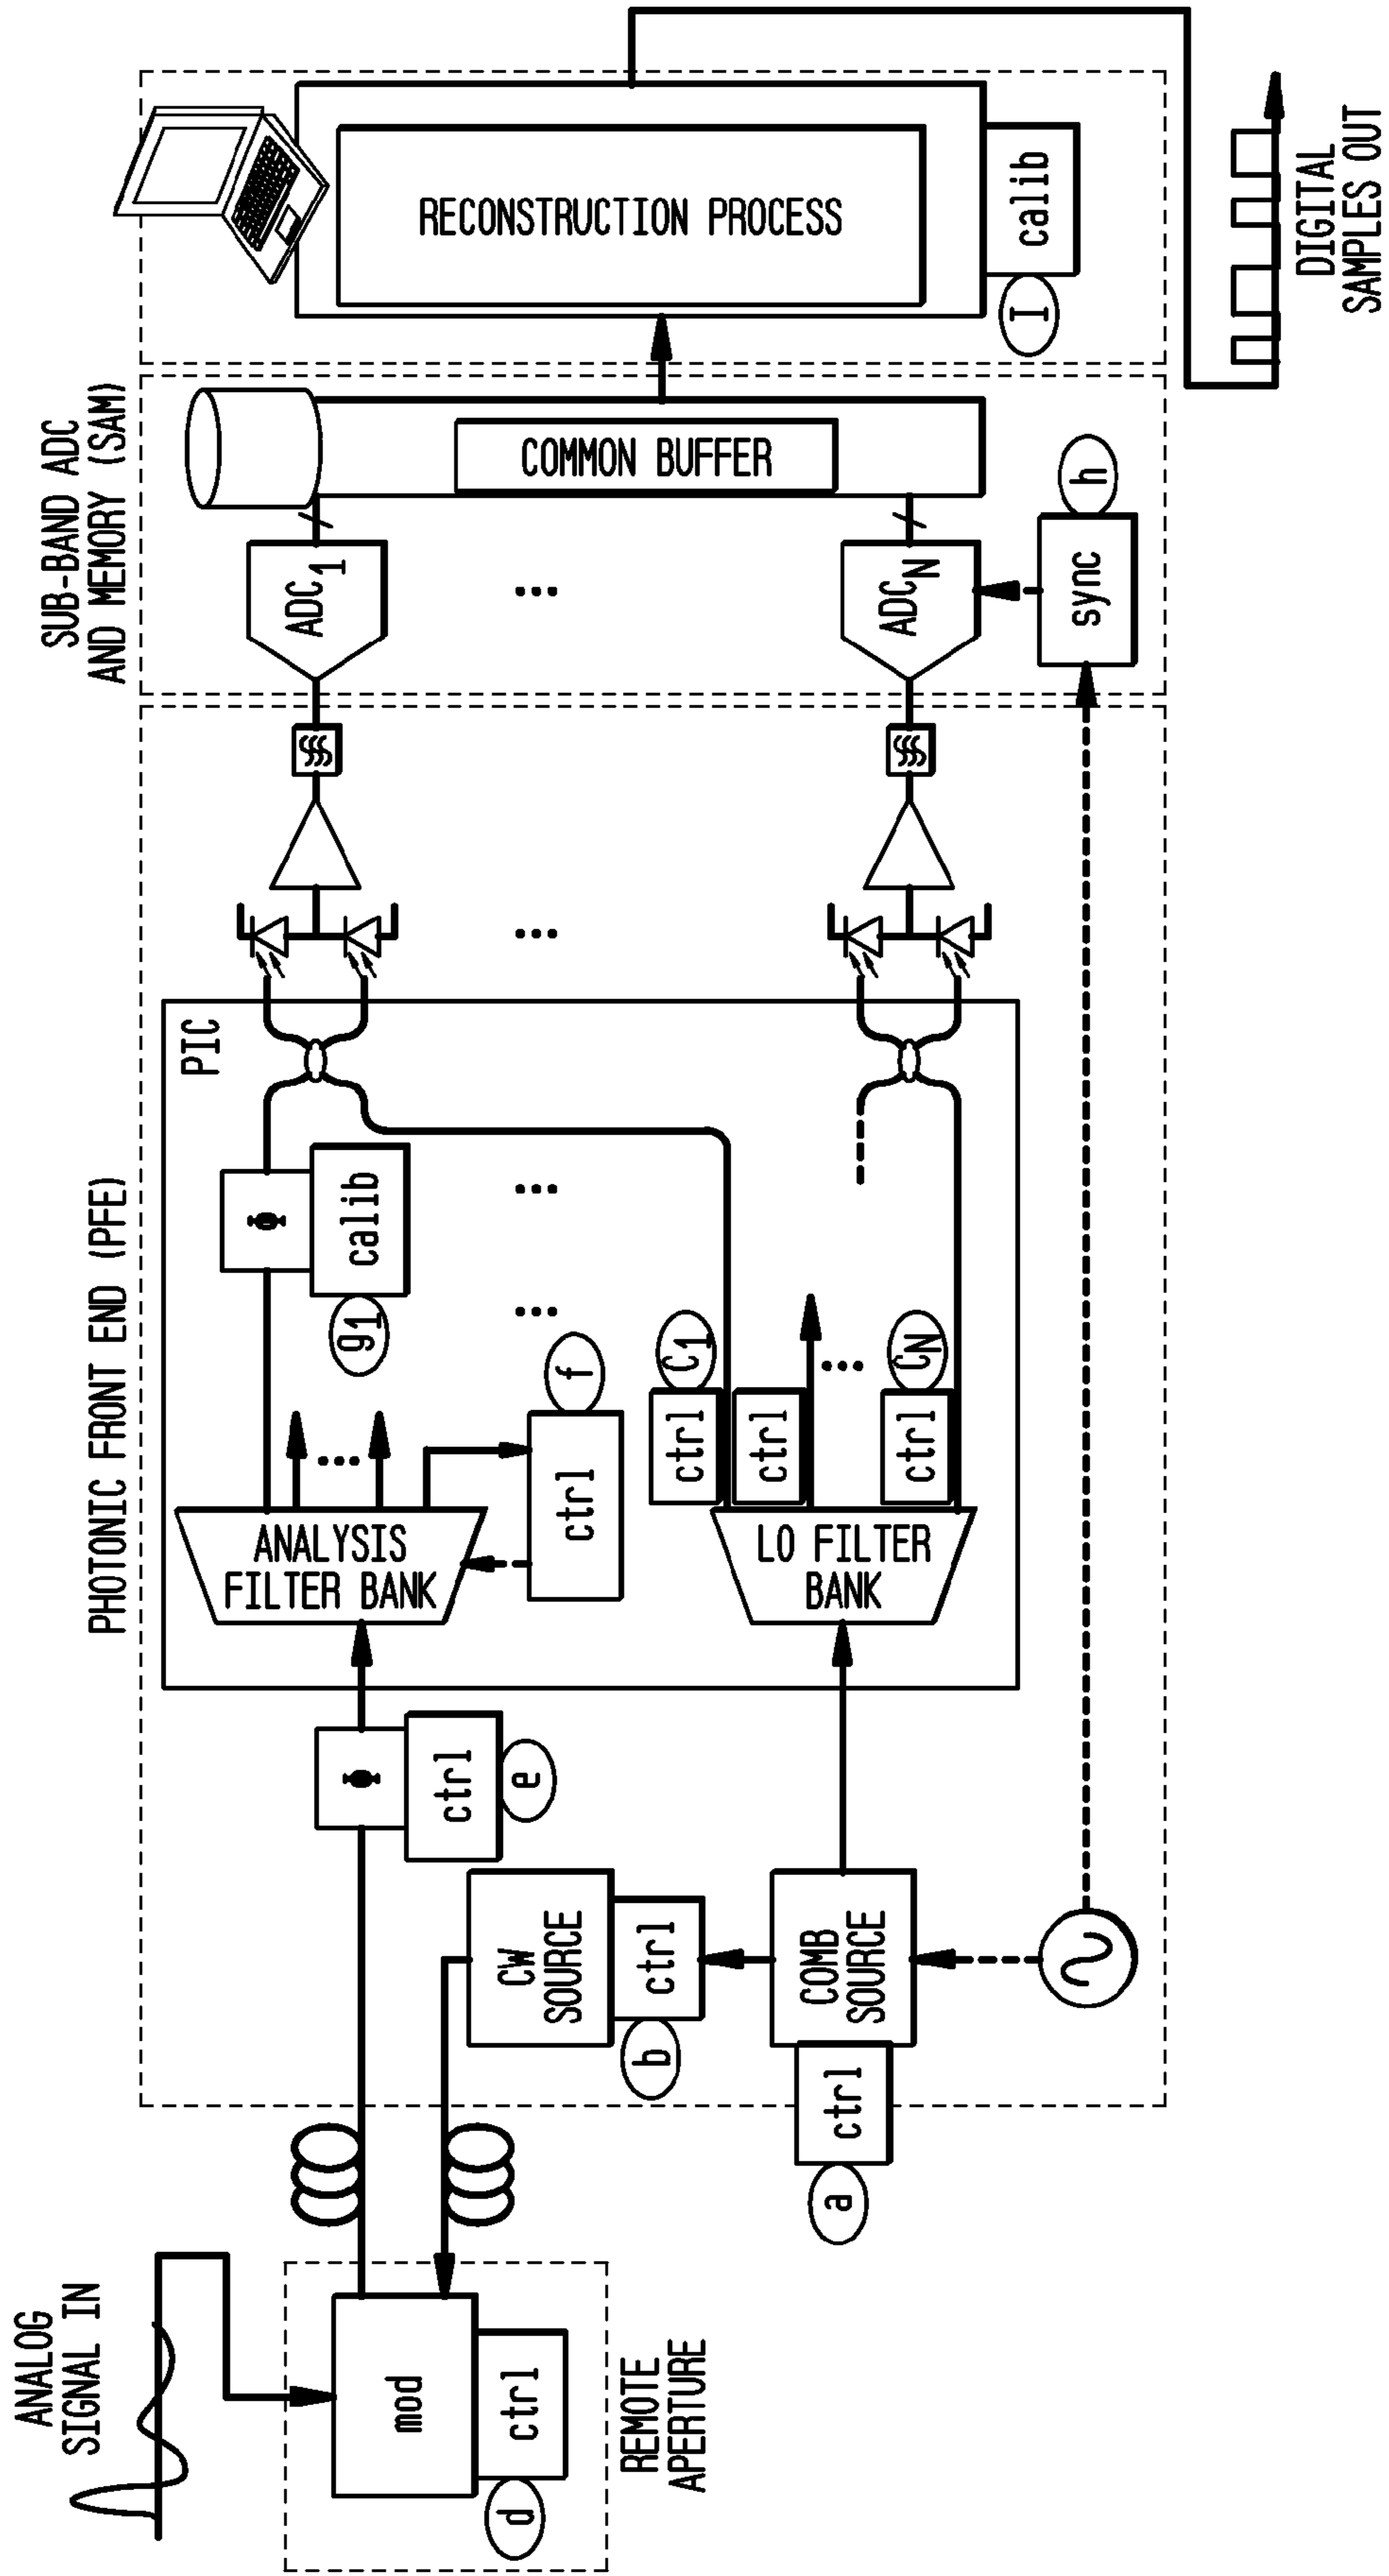 ANALOG
SIGNAL IN
mod
ctrl
d
REMOTE
APERTURE
PHOTONIC FRONT END (PFE)
CW
SOURCE
ctrl
b
COMB
SOURCE
ctrl
a
ctrl
e
PIC
ANALYSIS
FILTER BANK
ctrl
f
calib
g1
LO FILTER
BANK
ctrl
C1
ctrl
ctrl
CN
...
SUB-BAND ADC
AND MEMORY (SAM)
ADC1
...
ADCN
sync
h
COMMON BUFFER
RECONSTRUCTION PROCESS
calib
I
DIGITAL
SAMPLES OUT